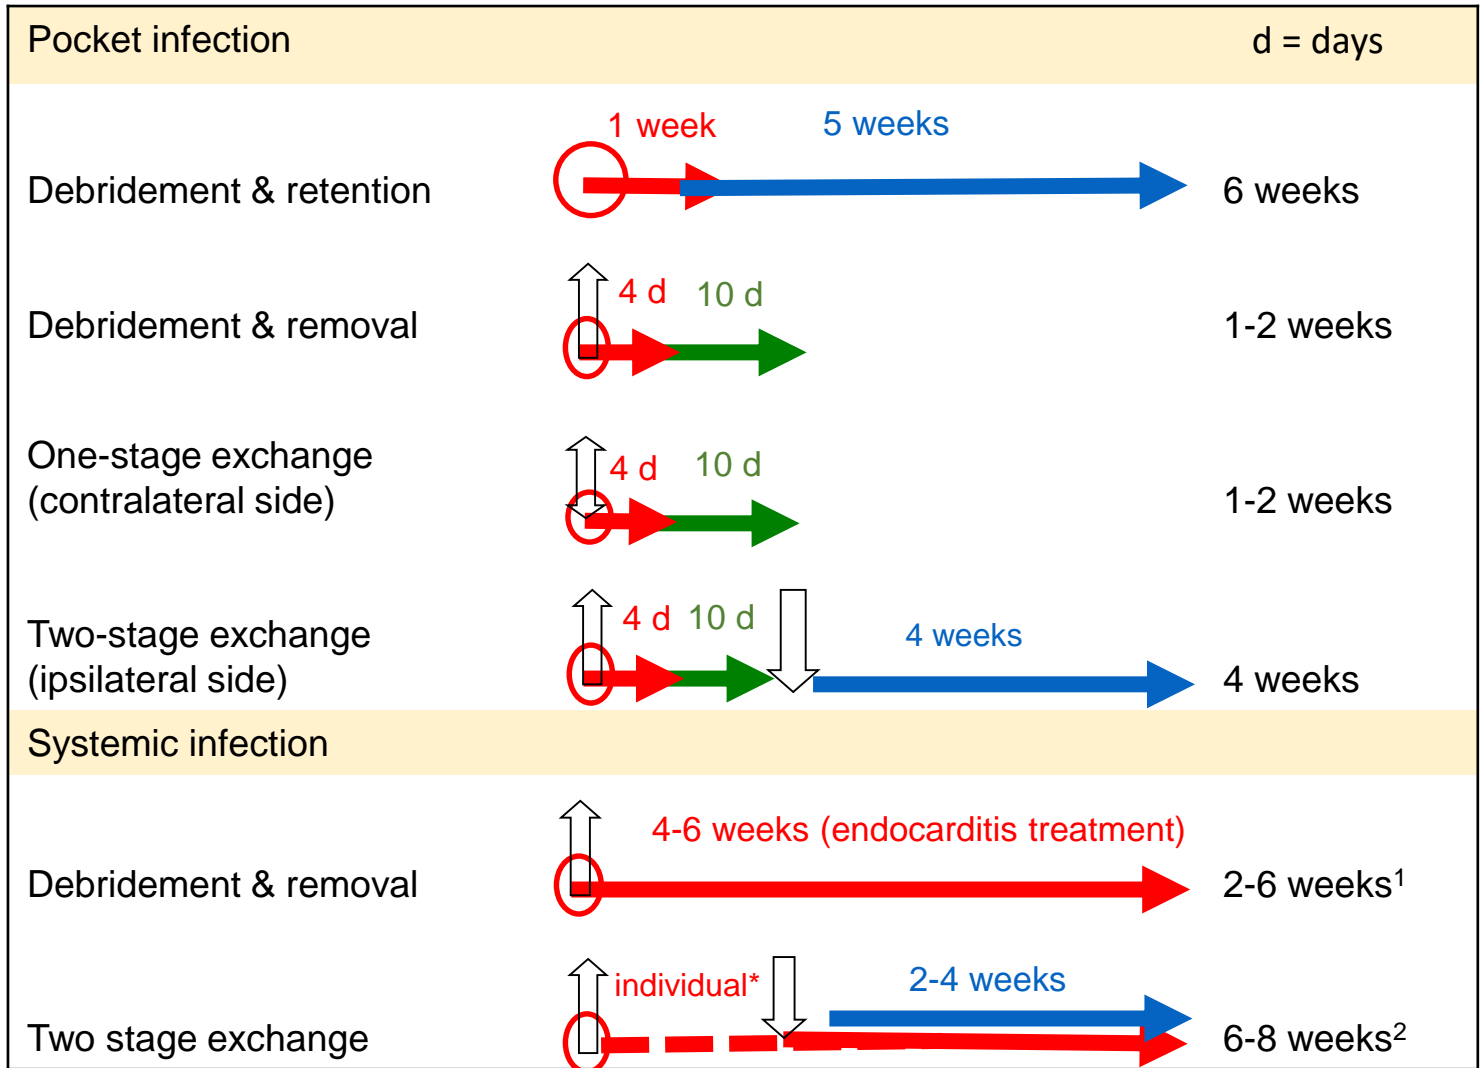 Pocket infection d = days
1 week 5 weeks
Debridement & retention 6 weeks
4 d 10 d
Debridement & removal 1-2 weeks
One-stage exchange
4 d 10 d
(contralateral side) 1-2 weeks
4 d 10 d
Two-stage exchange 4 weeks
(ipsilateral side) 4 weeks
Systemic infection
4-6 weeks (endocarditis treatment)
Debridement & removal 2-6 weeks¹
individual* 2-4 weeks
Two stage exchange 6-8 weeks²